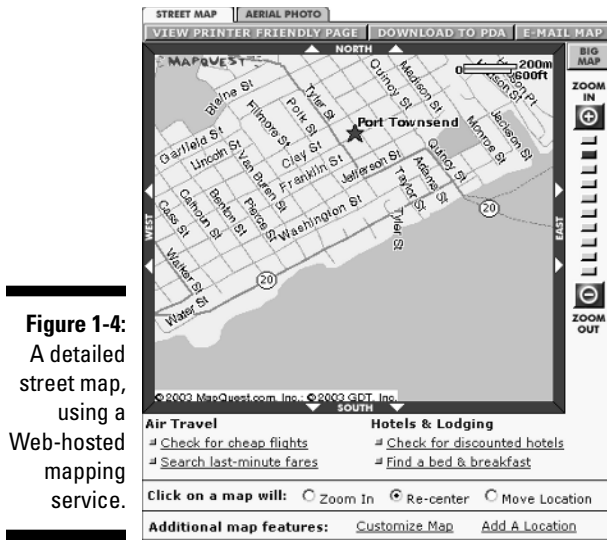 STREET MAP
AERIAL PHOTO
VIEW PRINTER FRIENDLY PAGE
DOWNLOAD TO PDA
E-MAIL MAP
BIG MAP
NORTH
MAPQUEST
0 200m
600ft
ZOOM IN
Blaine St
Garfield St
Lincoln St
Fillmore St
Polk St
Tyler St
Quincy St
Madison St
Jackson St
Monroe St
Port Townsend
Clay St
Franklin St
Jefferson St
Van Buren St
Pierce St
Benton St
Calhoun St
Cass St
Walker St
Washington St
Water St
Quincy St
Adams St
Taylor St
Tyler St
20
20
WEST
EAST
ZOOM OUT
©2003 MapQuest.com, Inc.; ©2003 GDT, Inc.
SOUTH
Figure 1-4:
A detailed
street map,
using a
Web-hosted
mapping
service.
Air Travel
Check for cheap flights
Search last-minute fares
Hotels & Lodging
Check for discounted hotels
Find a bed & breakfast
Click on a map will: Zoom In Re-center Move Location
Additional map features: Customize Map Add A Location